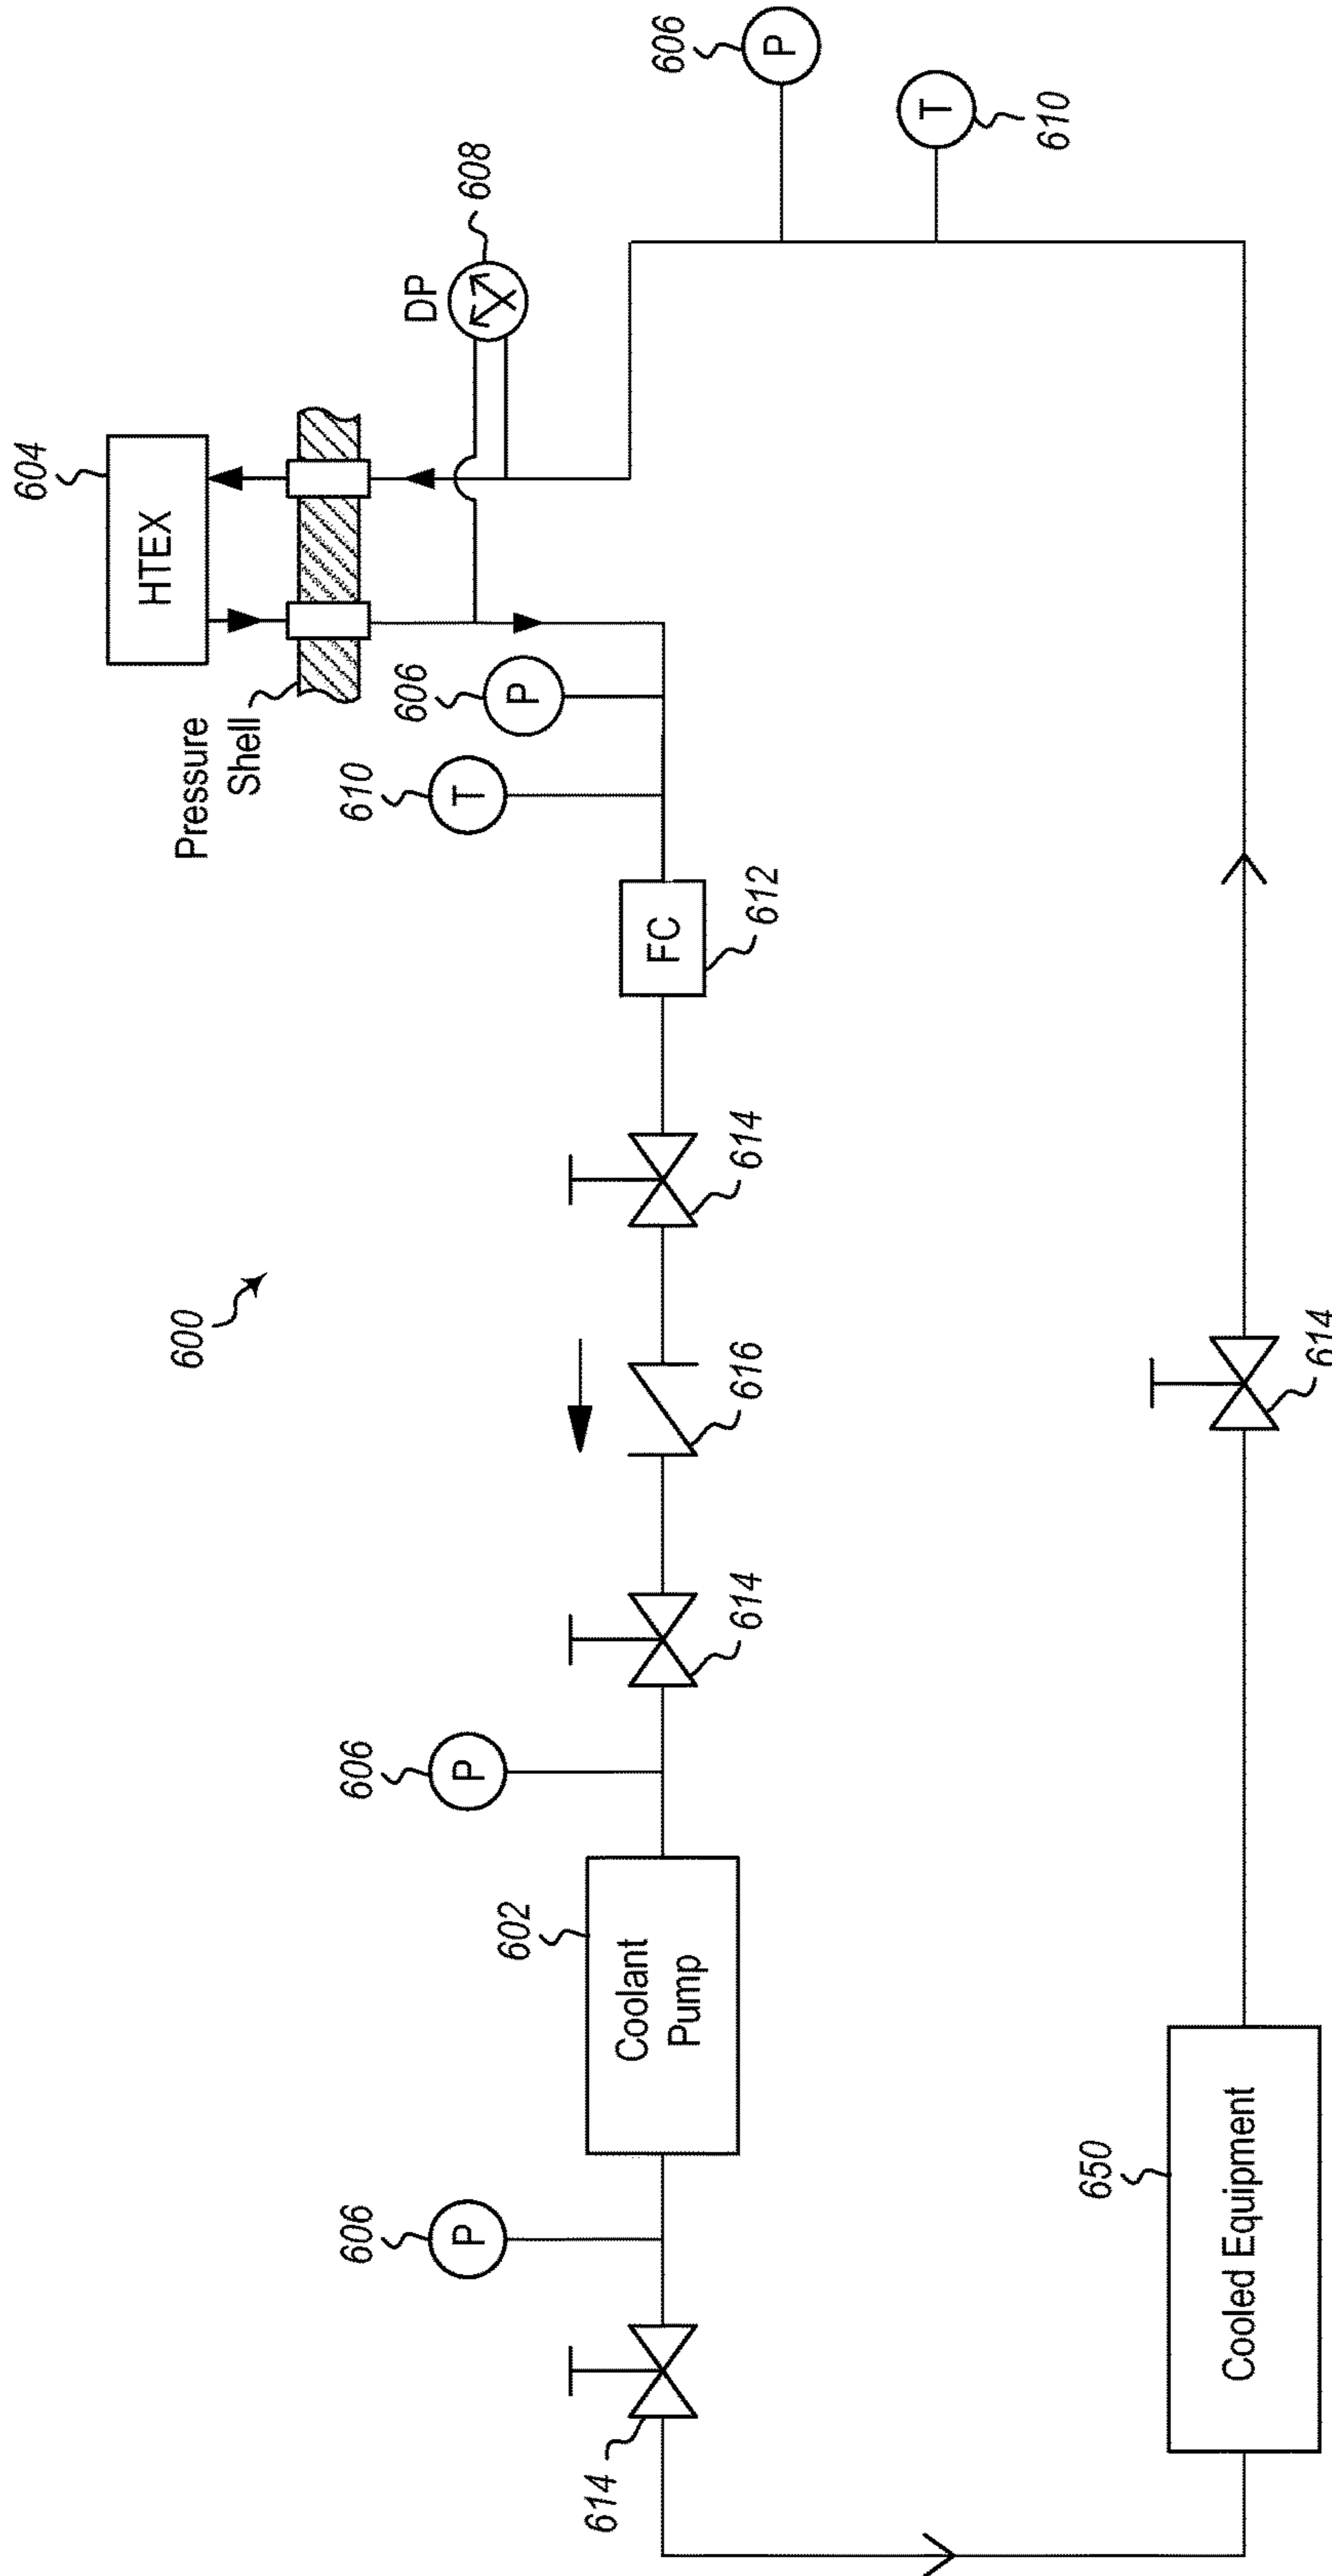 600
604
HTEX
Pressure
Shell
DP
608
606
P
T
610
606
P
610
T
FC
612
614
616
614
606
P
602
Coolant
Pump
606
P
614
650
Cooled Equipment
614